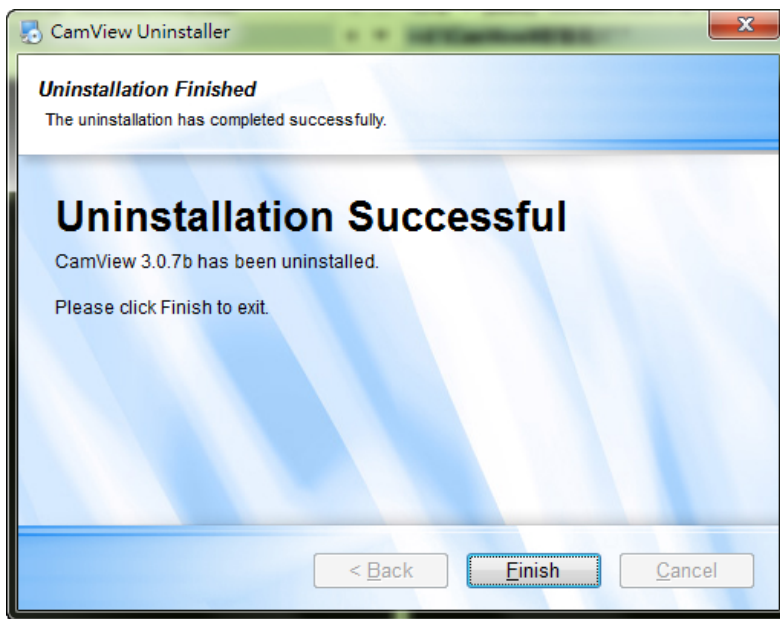 CamView Uninstaller
Uninstallation Finished
The uninstallation has completed successfully.
Uninstallation Successful
CamView 3.0.7b has been uninstalled.
Please click Finish to exit.
< Back
Finish
Cancel